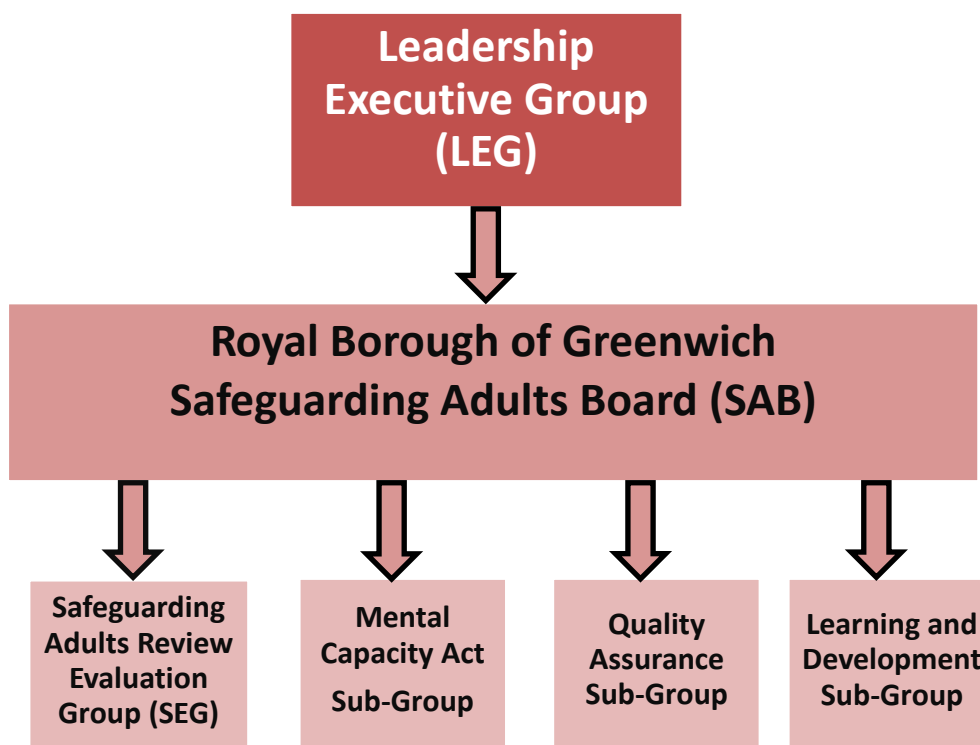 Leadership
Executive Group
(LEG)
Royal Borough of Greenwich
Safeguarding Adults Board (SAB)
Safeguarding
Adults Review
Evaluation
Group (SEG)
Mental
Capacity Act
Sub-Group
Quality
Assurance
Sub-Group
Learning and
Development
Sub-Group